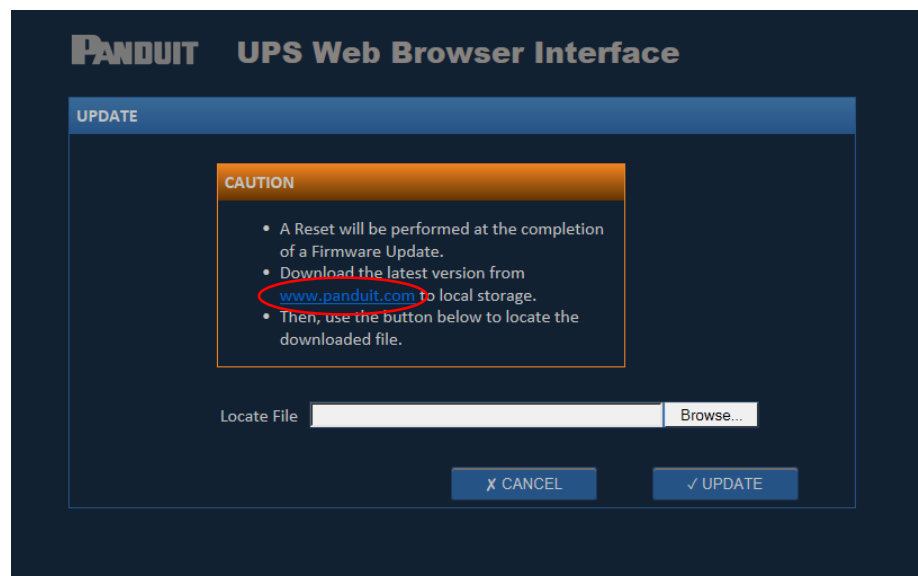 PANDUIT UPS Web Browser Interface
UPDATE
CAUTION
• A Reset will be performed at the completion
of a Firmware Update.
• Download the latest version from
www.panduit.com to local storage.
• Then, use the button below to locate the
downloaded file.
Locate File Browse...
✗ CANCEL ✓ UPDATE